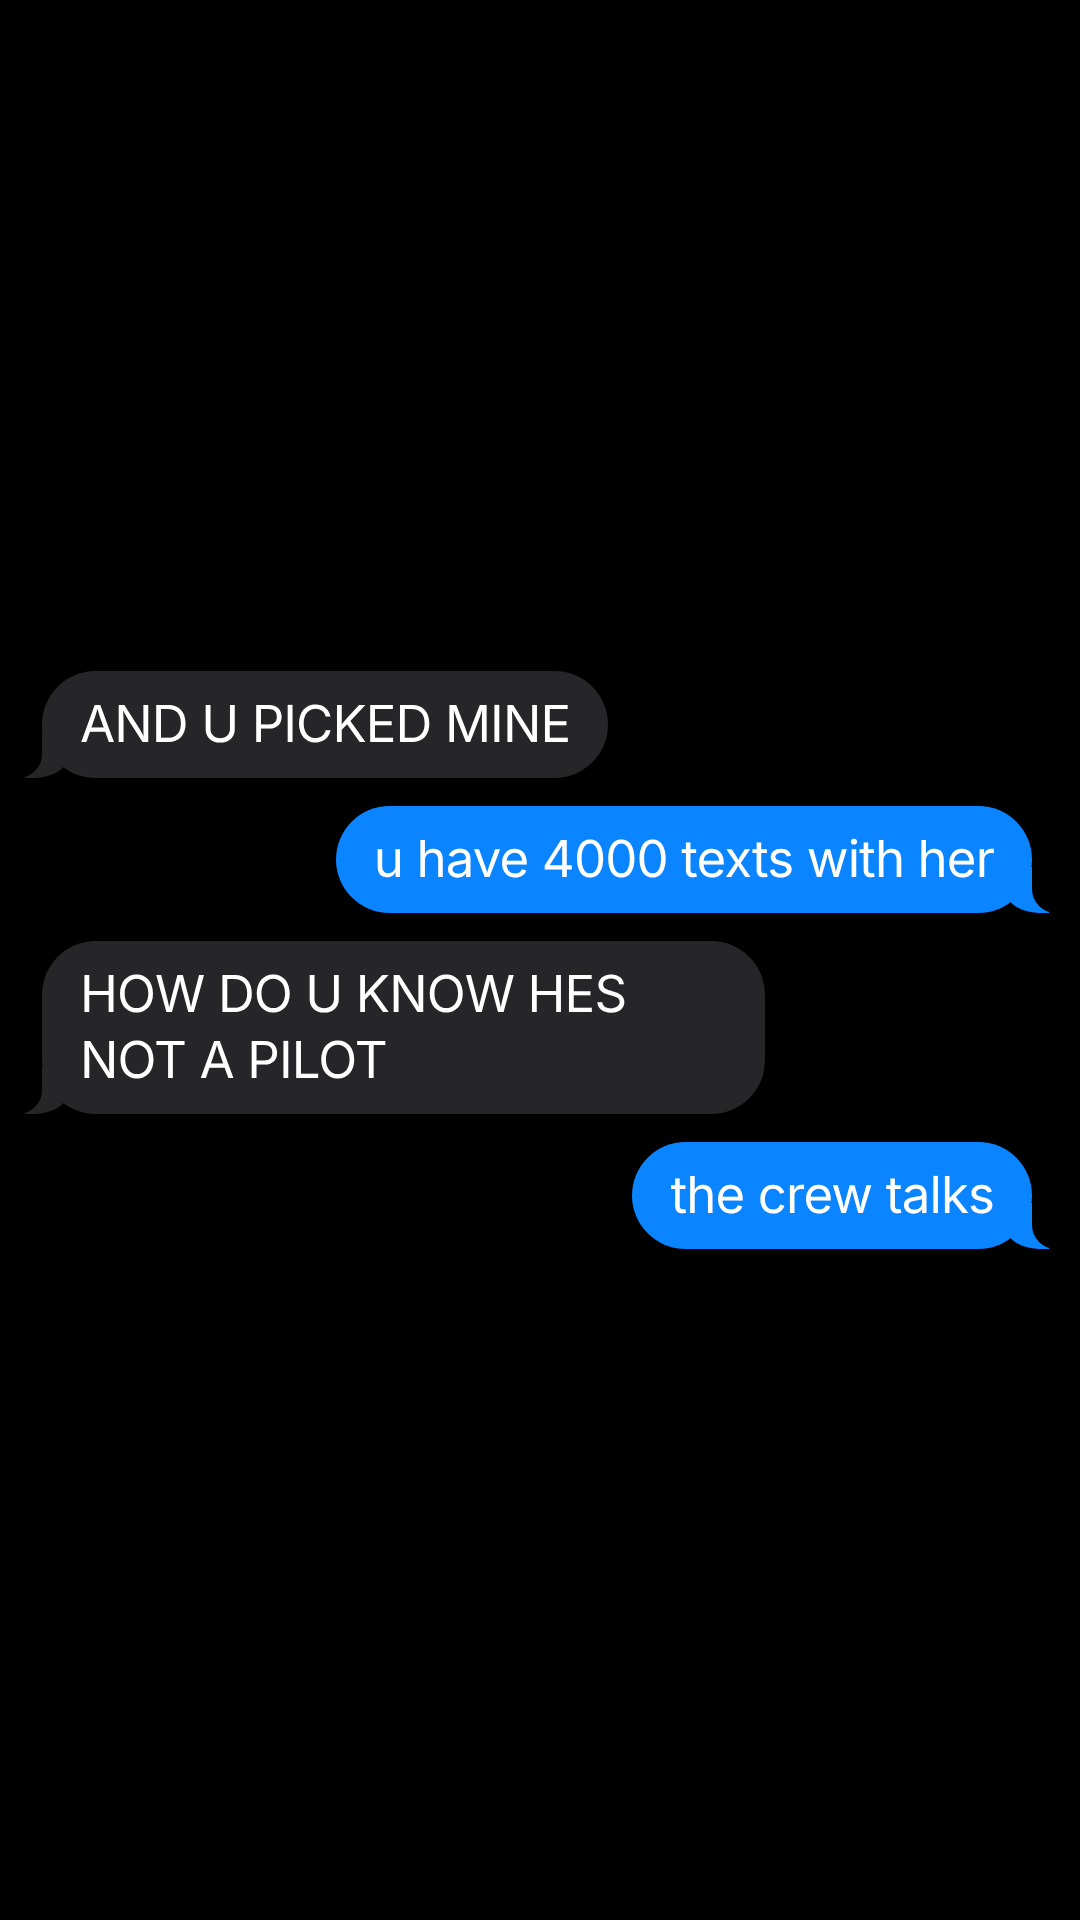 AND U PICKED MINE
u have 4000 texts with her
HOW DO U KNOW HES
NOT A PILOT
the crew talks